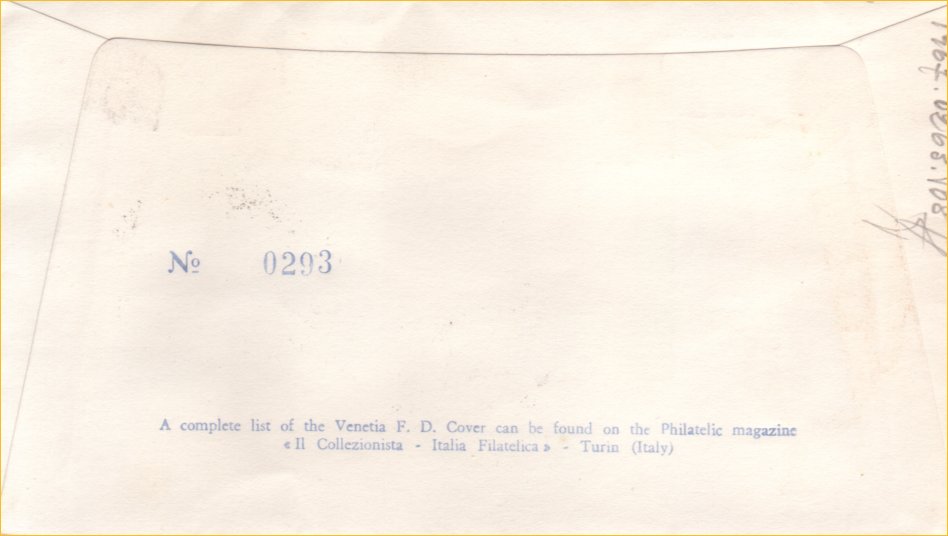 Nº 0293
A complete list of the Venetia F. D. Cover can be found on the Philatelic magazine
« Il Collezionista - Italia Filatelica » - Turin (Italy)